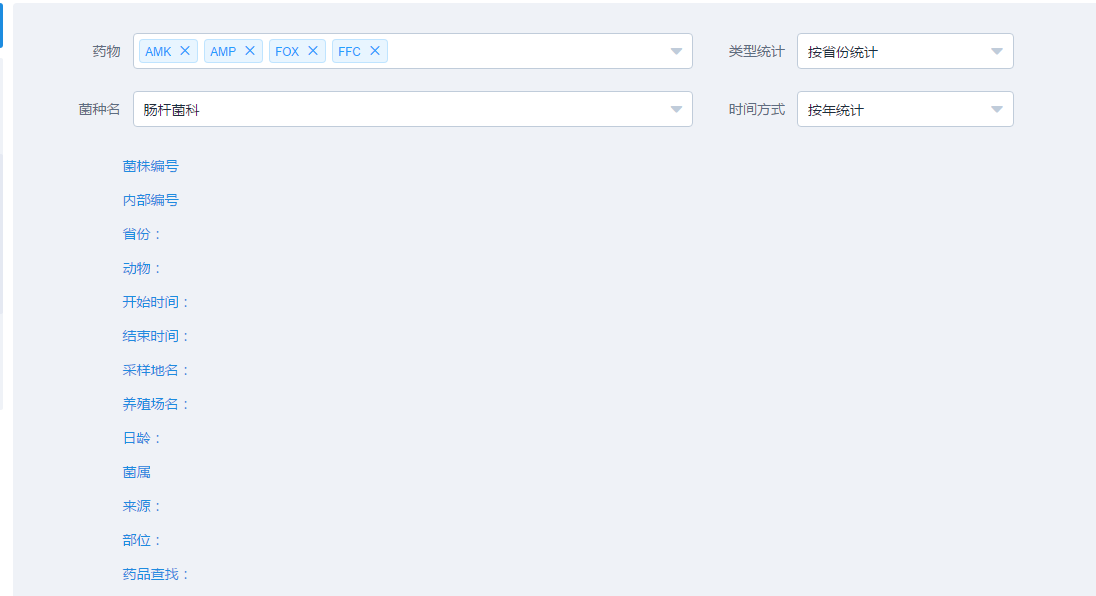 药物 AMK × AMP × FOX × FFC × 类型统计 按省份统计
菌种名 肠杆菌科 时间方式 按年统计
菌株编号
内部编号
省份：
动物：
开始时间：
结束时间：
采样地名：
养殖场名：
日龄：
菌属
来源：
部位：
药品查找：